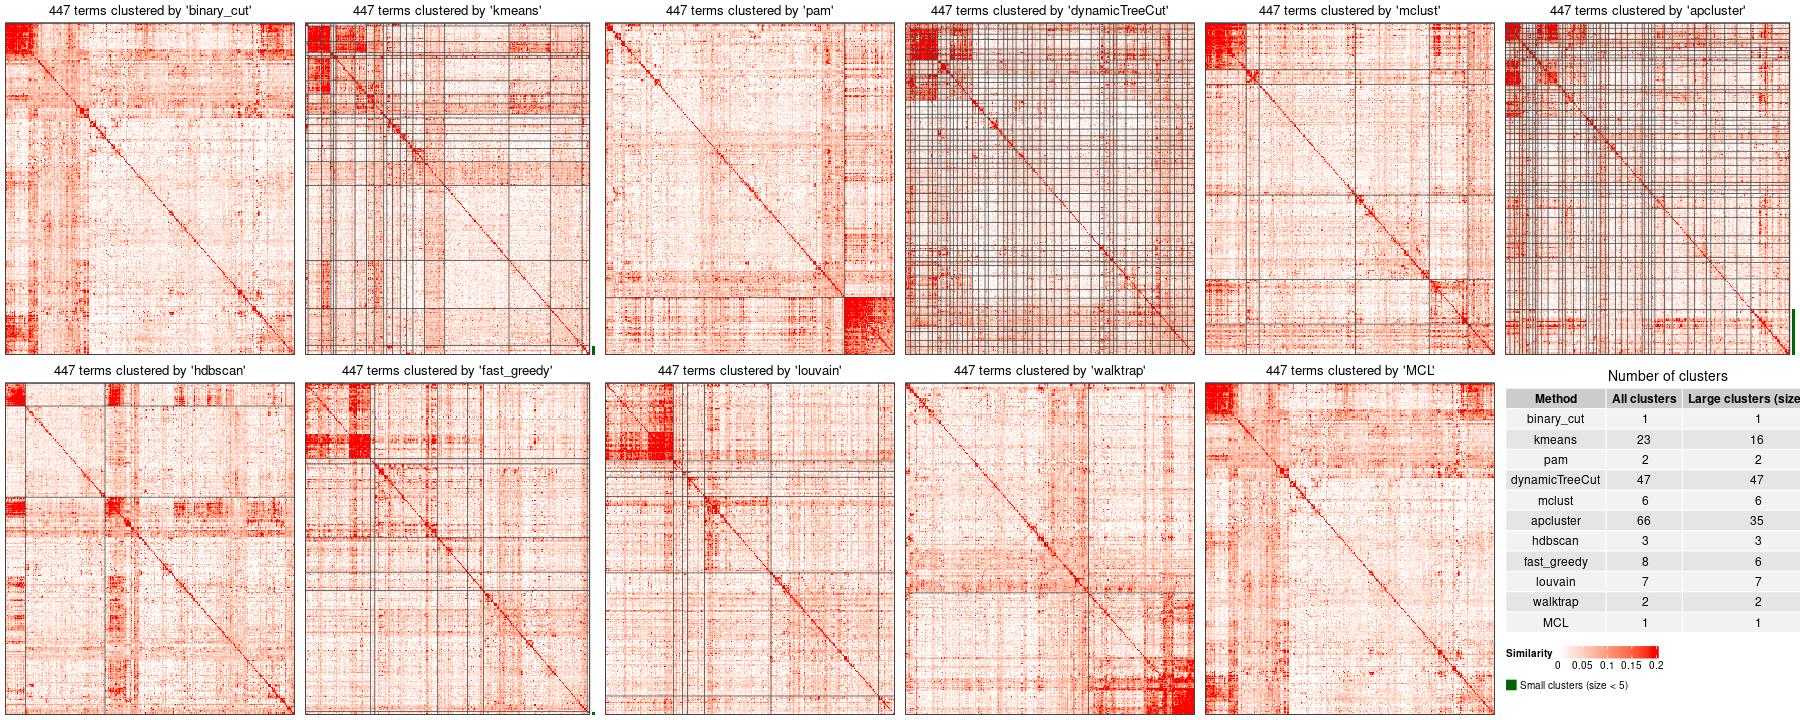 447 terms clustered by 'binary_cut'
447 terms clustered by 'kmeans'
447 terms clustered by 'pam'
447 terms clustered by 'dynamicTreeCut'
447 terms clustered by 'mclust'
447 terms clustered by 'apcluster'
447 terms clustered by 'hdbscan'
447 terms clustered by 'fast_greedy'
447 terms clustered by 'louvain'
447 terms clustered by 'walktrap'
447 terms clustered by 'MCL'
Number of clusters
Method All clusters Large clusters (size
binary_cut 1 1
kmeans 23 16
pam 2 2
dynamicTreeCut 47 47
mclust 6 6
apcluster 66 35
hdbscan 3 3
fast_greedy 8 6
louvain 7 7
walktrap 2 2
MCL 1 1
Similarity
0 0.05 0.1 0.15 0.2
Small clusters (size < 5)